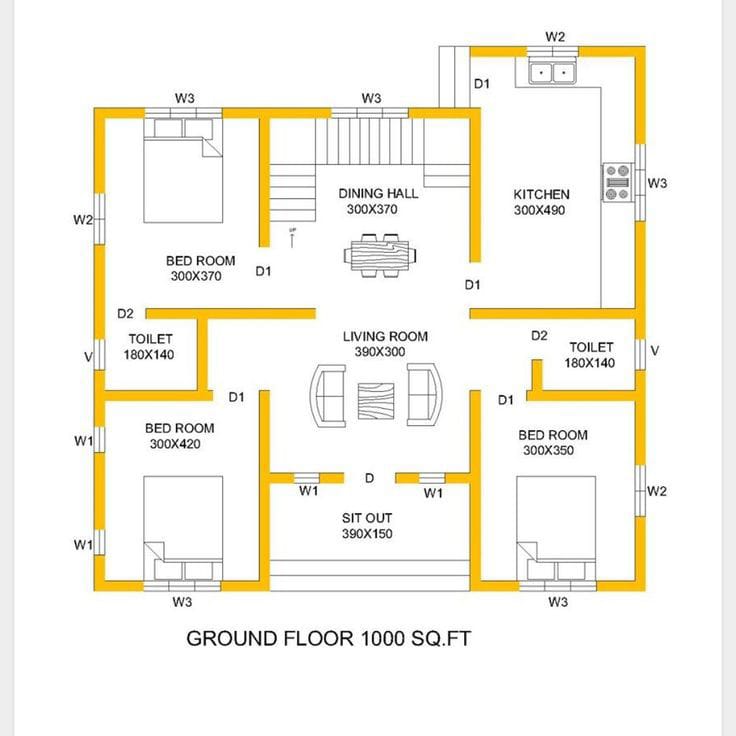 W2
D1
W3
W3
DINING HALL
300X370
KITCHEN
300X490
W3
W2
UP
BED ROOM
300X370
D1
D1
D2
TOILET
180X140
V
LIVING ROOM
390X300
D2
TOILET
180X140
V
D1
D1
W1
BED ROOM
300X420
BED ROOM
300X350
W1
D
W1
W2
SIT OUT
390X150
W1
W3
W3
GROUND FLOOR 1000 SQ.FT